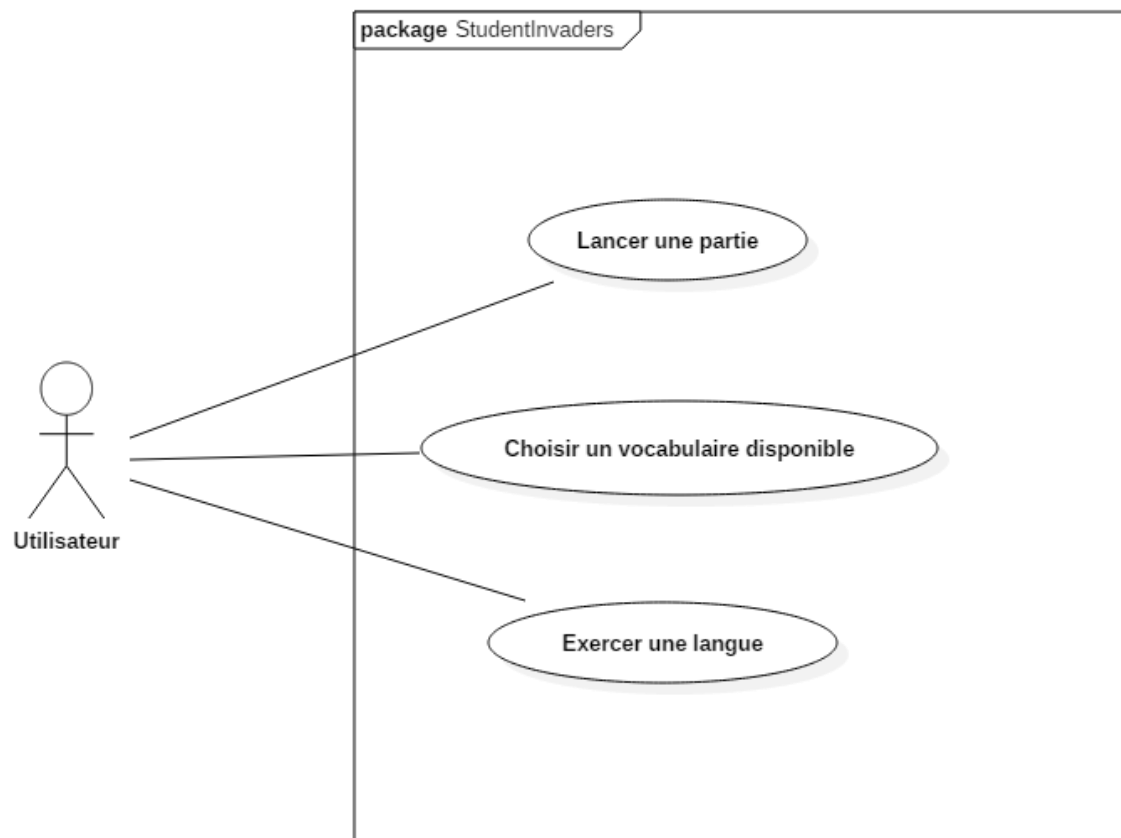 package StudentInvaders
Lancer une partie
Choisir un vocabulaire disponible
Utilisateur
Exercer une langue